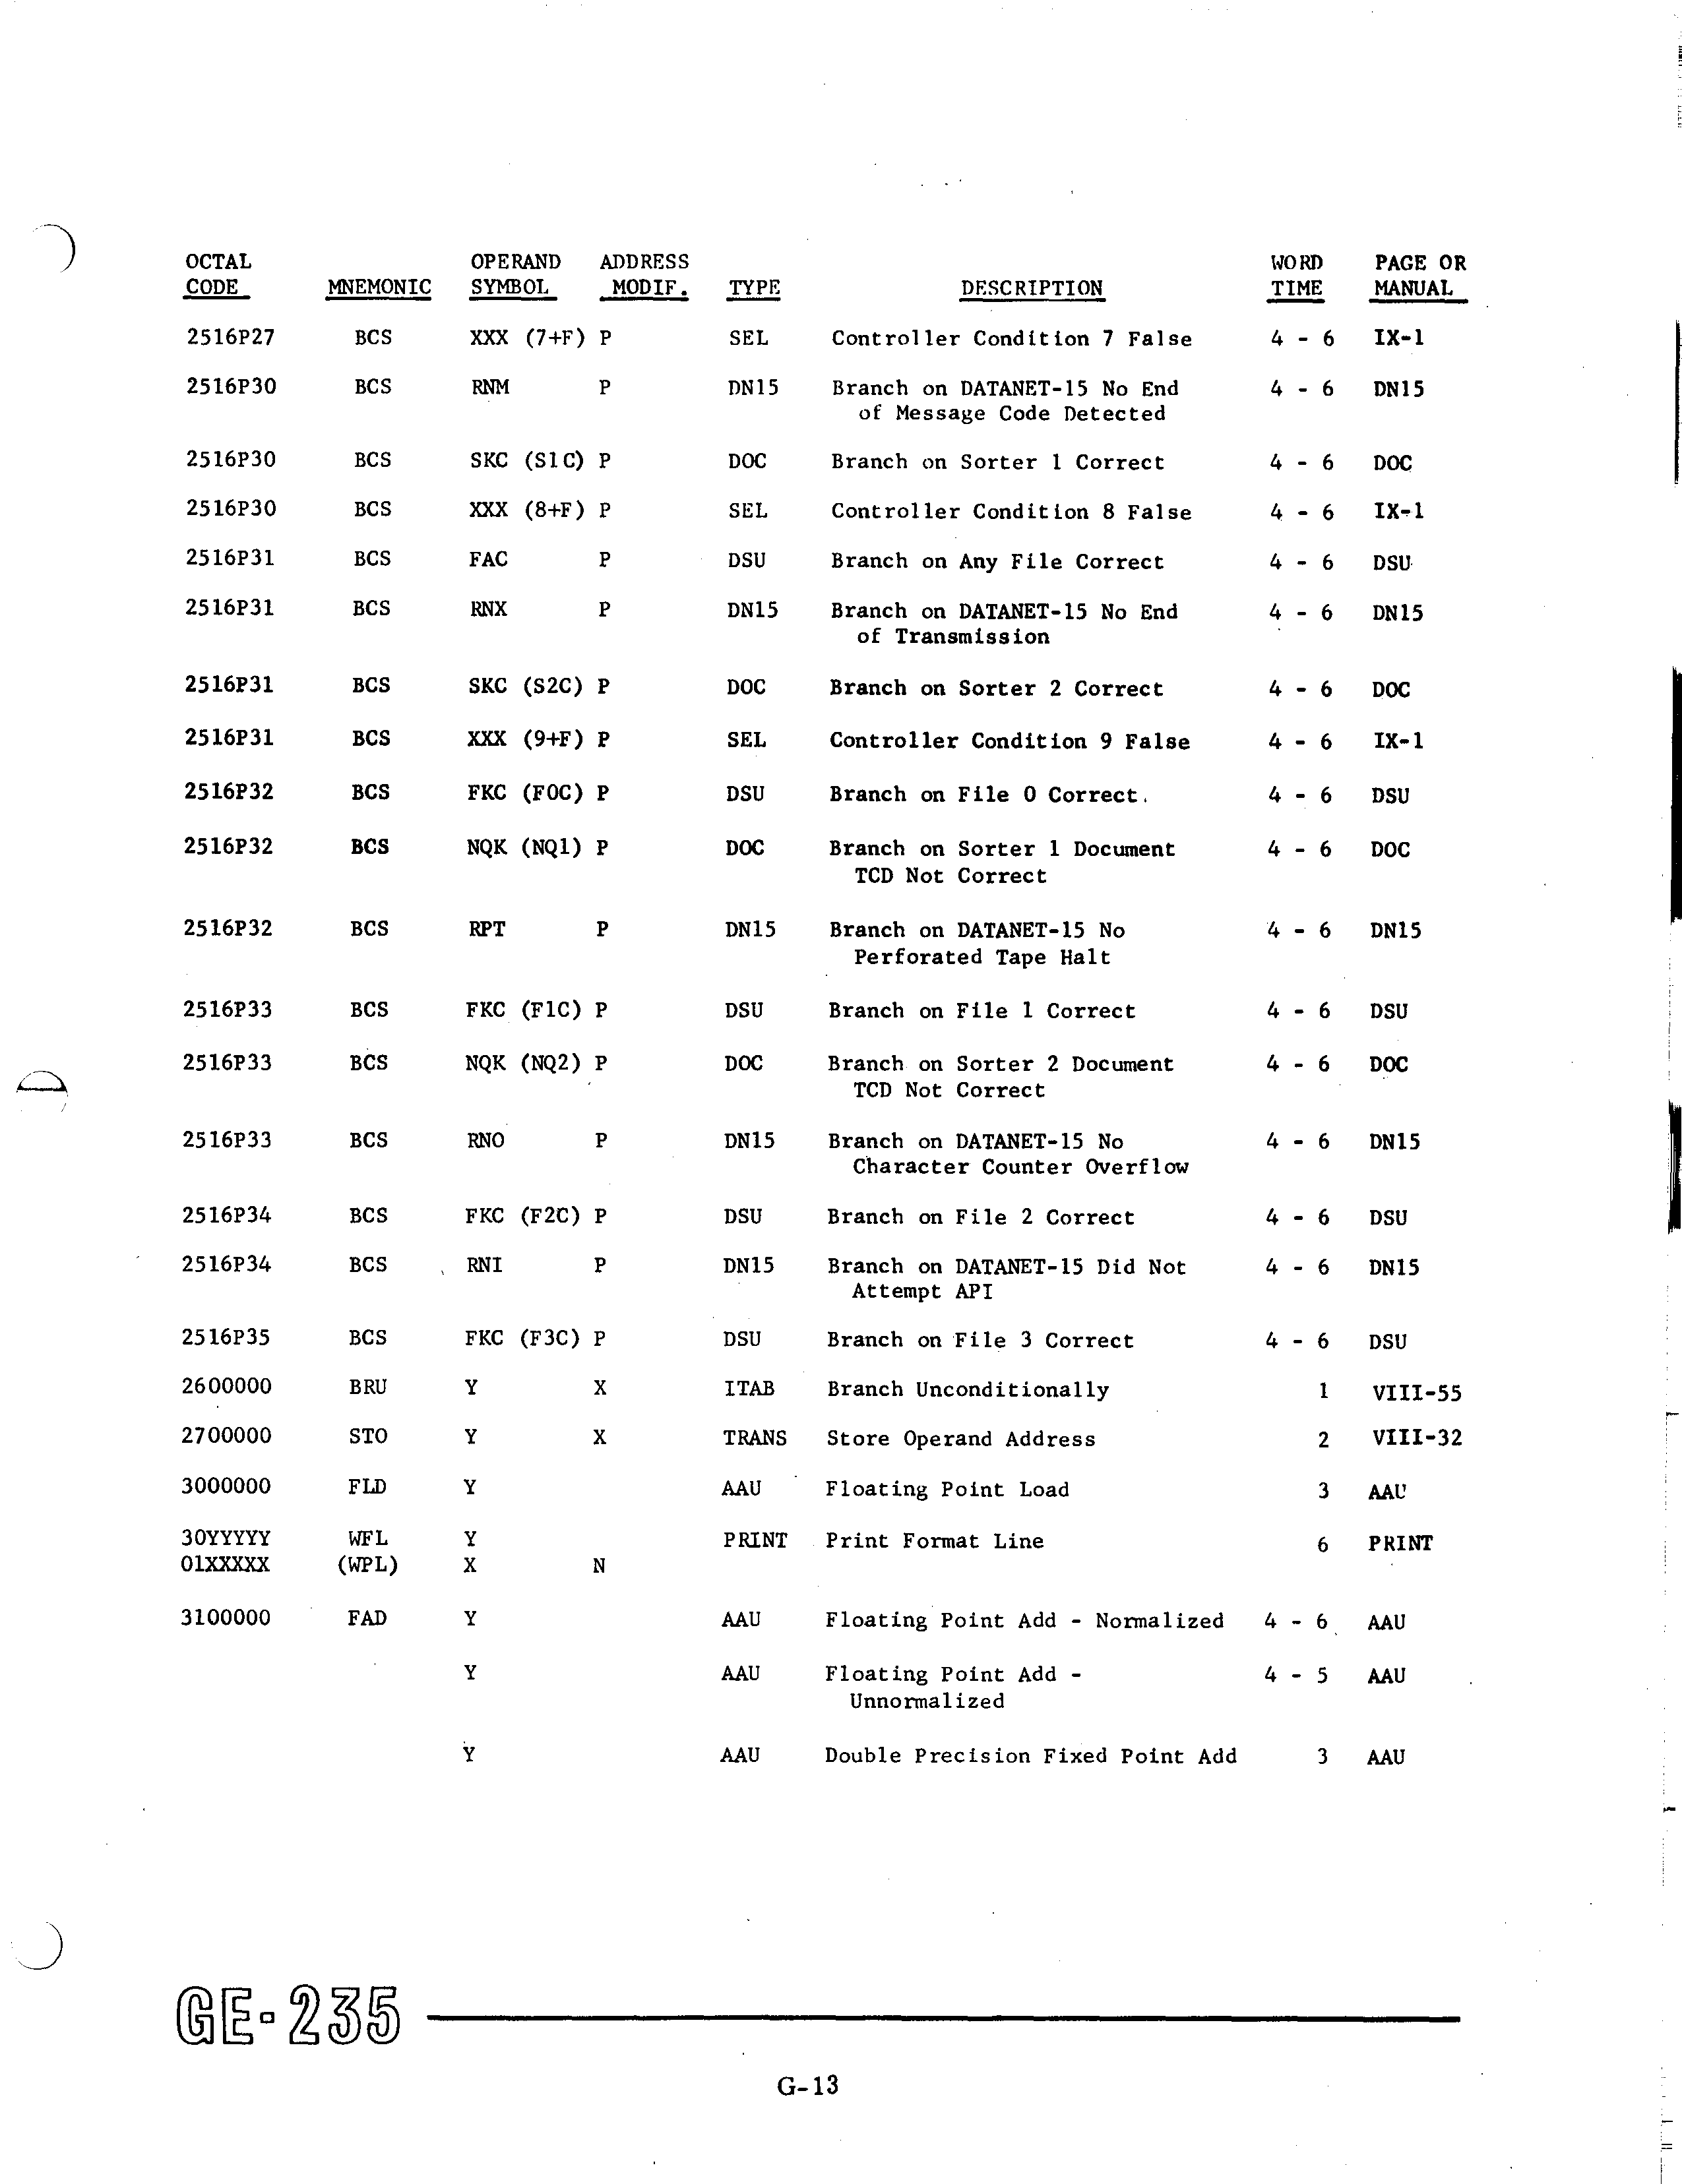 OCTAL OPERAND ADDRESS WORD PAGE OR
CODE MNEMONIC SYMBOL MODIF. TYPE DESCRIPTION TIME MANUAL
2516P27 BCS XXX (7+F) P SEL Controller Condition 7 False 4 - 6 IX-1
2516P30 BCS RNM P DN15 Branch on DATANET-15 No End 4 - 6 DN15
of Message Code Detected
2516P30 BCS SKC (S1C) P DOC Branch on Sorter 1 Correct 4 - 6 DOC
2516P30 BCS XXX (8+F) P SEL Controller Condition 8 False 4 - 6 IX-1
2516P31 BCS FAC P DSU Branch on Any File Correct 4 - 6 DSU
2516P31 BCS RNX P DN15 Branch on DATANET-15 No End 4 - 6 DN15
of Transmission
2516P31 BCS SKC (S2C) P DOC Branch on Sorter 2 Correct 4 - 6 DOC
2516P31 BCS XXX (9+F) P SEL Controller Condition 9 False 4 - 6 IX-1
2516P32 BCS FKC (F0C) P DSU Branch on File 0 Correct. 4 - 6 DSU
2516P32 BCS NQK (NQ1) P DOC Branch on Sorter 1 Document 4 - 6 DOC
TCD Not Correct
2516P32 BCS RPT P DN15 Branch on DATANET-15 No 4 - 6 DN15
Perforated Tape Halt
2516P33 BCS FKC (F1C) P DSU Branch on File 1 Correct 4 - 6 DSU
2516P33 BCS NQK (NQ2) P DOC Branch on Sorter 2 Document 4 - 6 DOC
TCD Not Correct
2516P33 BCS RNO P DN15 Branch on DATANET-15 No 4 - 6 DN15
Character Counter Overflow
2516P34 BCS FKC (F2C) P DSU Branch on File 2 Correct 4 - 6 DSU
2516P34 BCS RNI P DN15 Branch on DATANET-15 Did Not 4 - 6 DN15
Attempt API
2516P35 BCS FKC (F3C) P DSU Branch on File 3 Correct 4 - 6 DSU
2600000 BRU Y X ITAB Branch Unconditionally 1 VIII-55
2700000 STO Y X TRANS Store Operand Address 2 VIII-32
3000000 FLD Y AAU Floating Point Load 3 AAU
30YYYYY WFL Y PRINT Print Format Line 6 PRINT
01XXXXX (WPL) X N
3100000 FAD Y AAU Floating Point Add - Normalized 4 - 6 AAU
Y AAU Floating Point Add - 4 - 5 AAU
Unnormalized
Y AAU Double Precision Fixed Point Add 3 AAU
GE-235
G-13